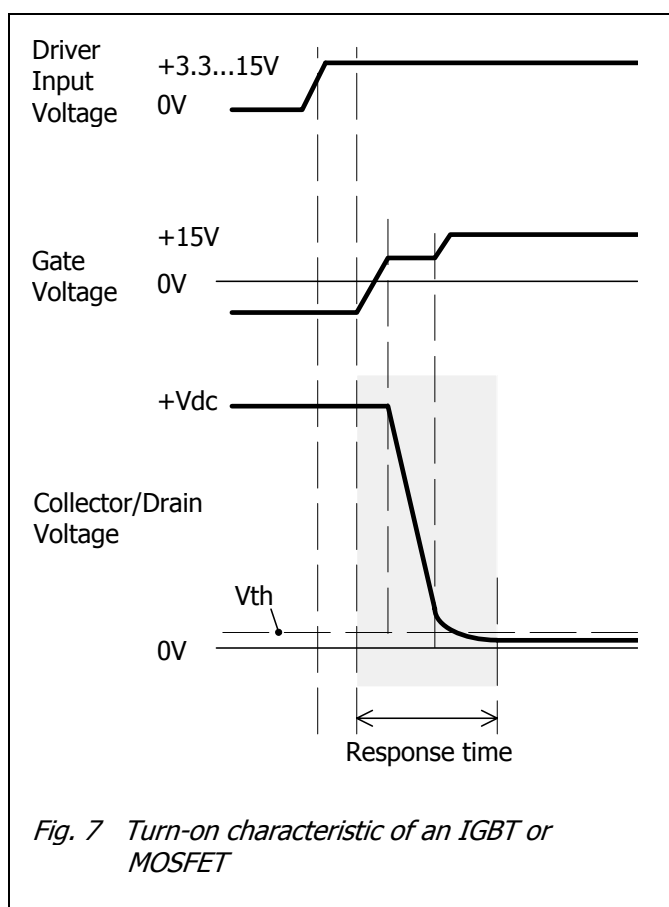 Driver
Input
Voltage
+3.3...15V
0V
Gate
Voltage
+15V
0V
+Vdc
Collector/Drain
Voltage
Vth
0V
Response time
Fig. 7 Turn-on characteristic of an IGBT or
MOSFET